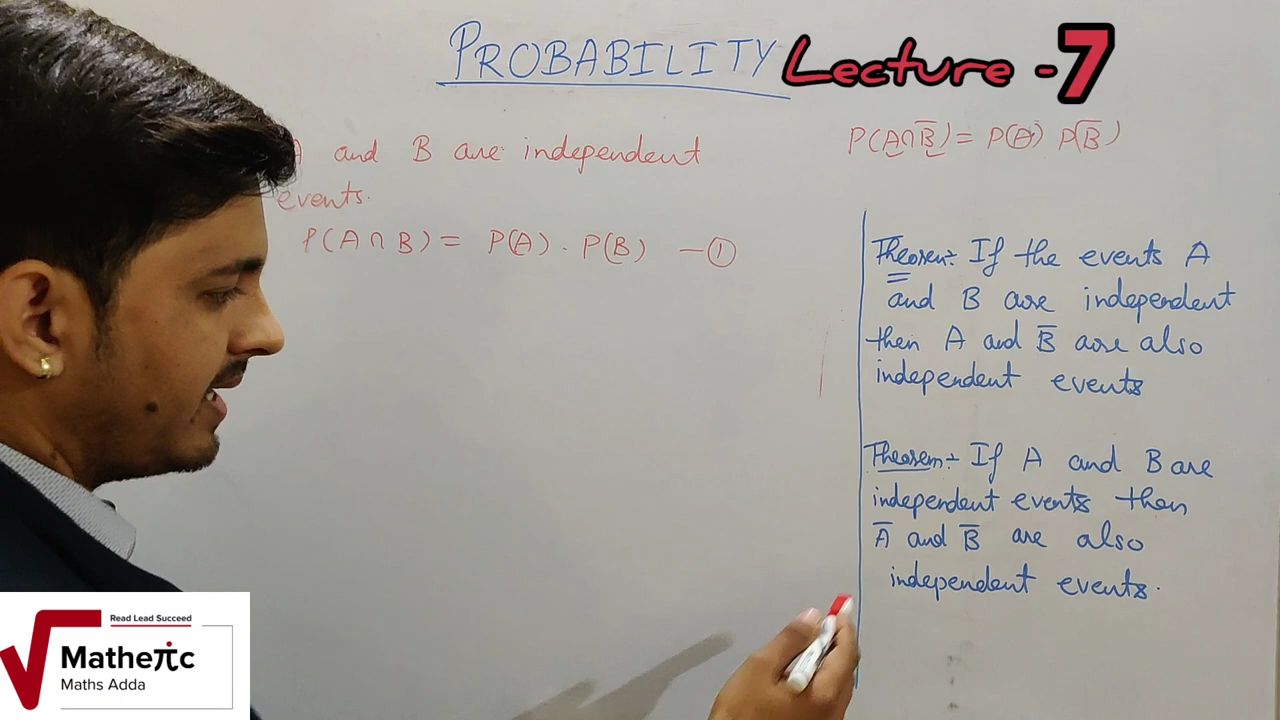 PROBABILITY Lecture -7
A and B are independent
events.
P(A ∩ B) = P(A) . P(B) — ①
P(A∩B̅) = P(A) P(B̅)
Theorem:- If the events A
and B are independent
then A and B̅ are also
independent events
Theorem:- If A and B are
independent events then
A̅ and B̅ are also
independent events.
Read Lead Succeed
Matheπc
Maths Adda